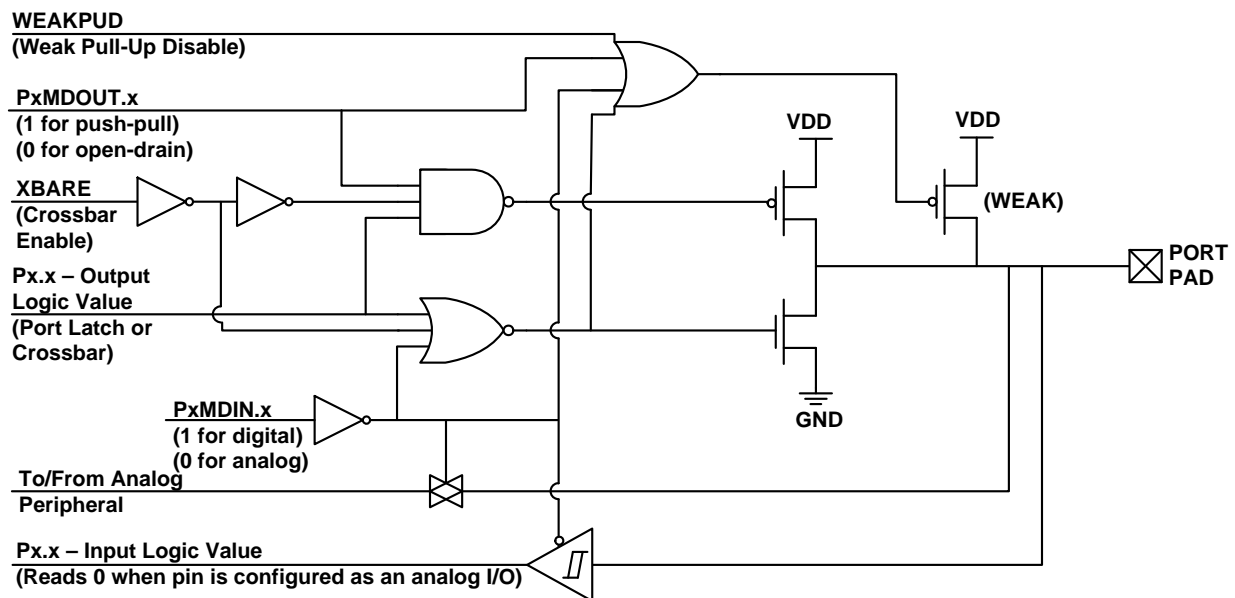 WEAKPUD
(Weak Pull-Up Disable)
PxMDOUT.x
(1 for push-pull)
(0 for open-drain)
XBARE
(Crossbar
Enable)
Px.x – Output
Logic Value
(Port Latch or
Crossbar)
PxMDIN.x
(1 for digital)
(0 for analog)
To/From Analog
Peripheral
Px.x – Input Logic Value
(Reads 0 when pin is configured as an analog I/O)
VDD
VDD
(WEAK)
PORT
PAD
GND